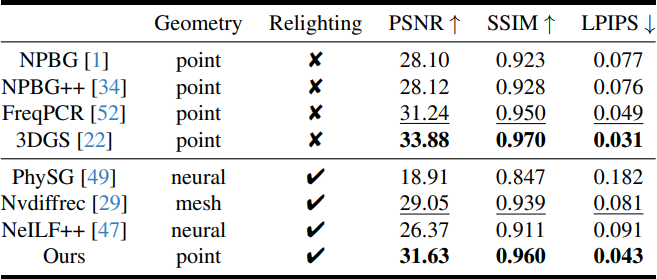 Geometry Relighting PSNR ↑ SSIM ↑ LPIPS ↓
NPBG [1] point ✘ 28.10 0.923 0.077
NPBG++ [34] point ✘ 28.12 0.928 0.076
FreqPCR [52] point ✘ 31.24 0.950 0.049
3DGS [22] point ✘ 33.88 0.970 0.031
PhySG [49] neural ✔ 18.91 0.847 0.182
Nvdiffrec [29] mesh ✔ 29.05 0.939 0.081
NeILF++ [47] neural ✔ 26.37 0.911 0.091
Ours point ✔ 31.63 0.960 0.043